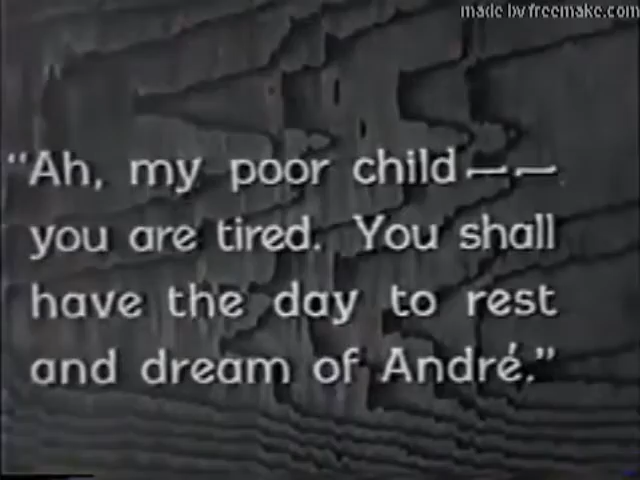 made by freemake.com
"Ah, my poor child——
you are tired. You shall
have the day to rest
and dream of André."